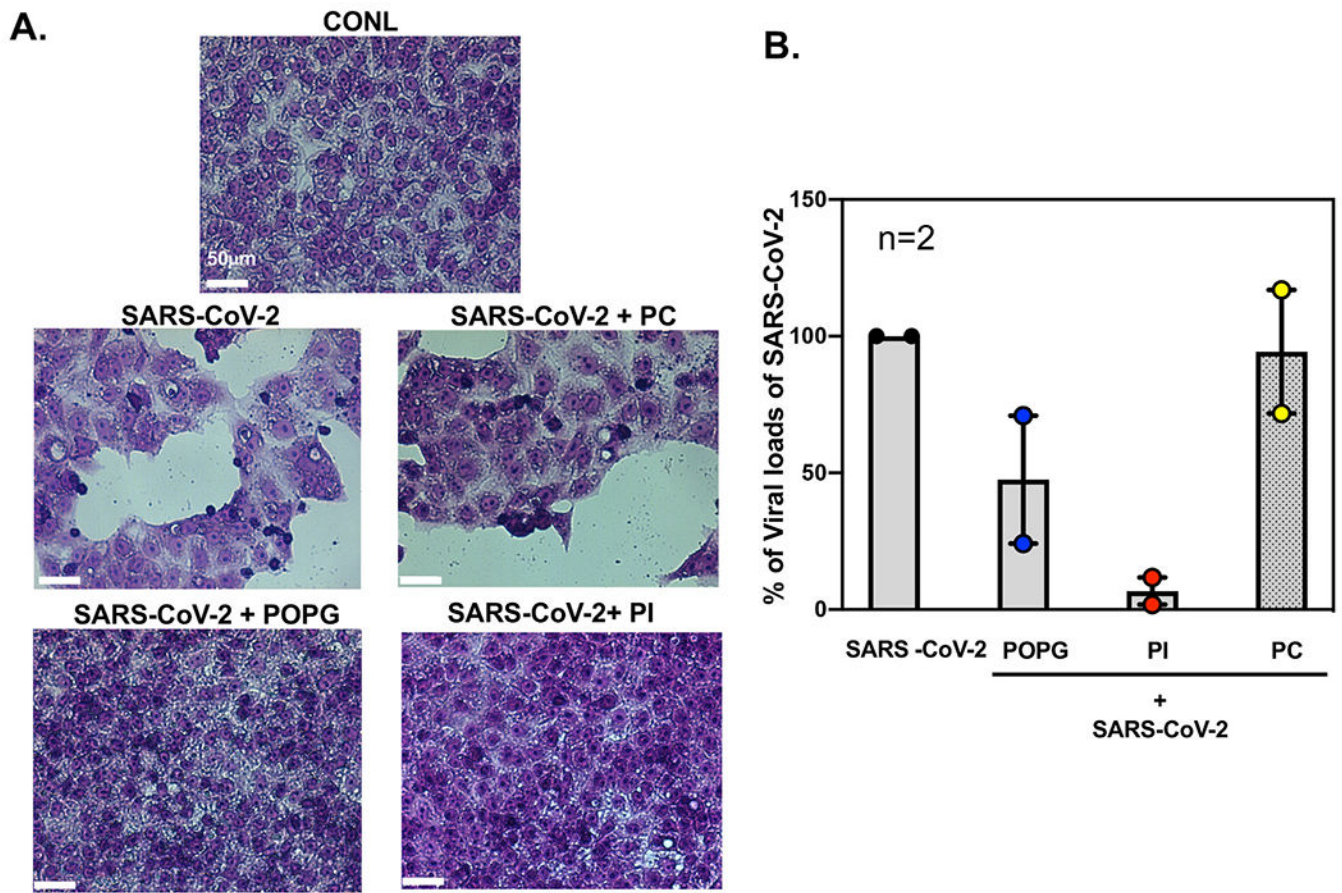 A.
CONL
50µm
SARS-CoV-2
SARS-CoV-2 + PC
SARS-CoV-2 + POPG
SARS-CoV-2+ PI
B.
% of Viral loads of SARS-CoV-2
150
100
50
0
n=2
SARS -CoV-2
POPG
PI
PC
+
SARS-CoV-2